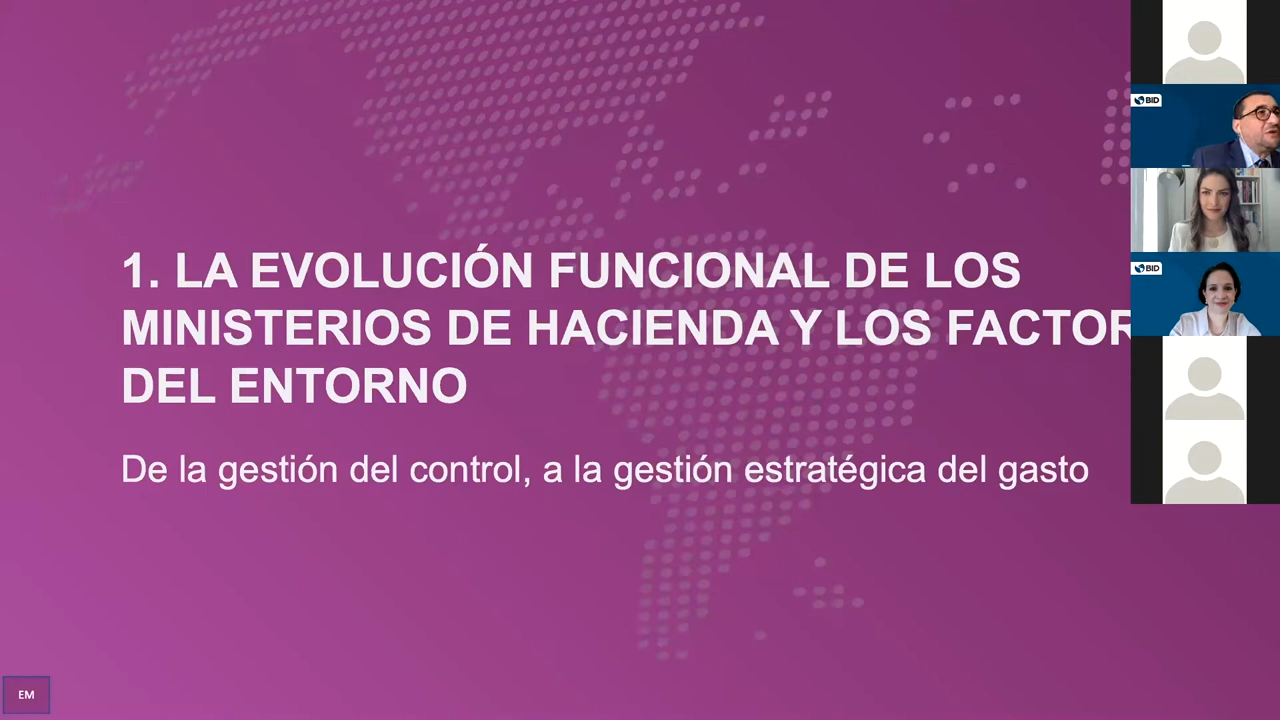 1. LA EVOLUCIÓN FUNCIONAL DE LOS
MINISTERIOS DE HACIENDA Y LOS FACTOR
DEL ENTORNO
De la gestión del control, a la gestión estratégica del gasto
BID
BID
EM